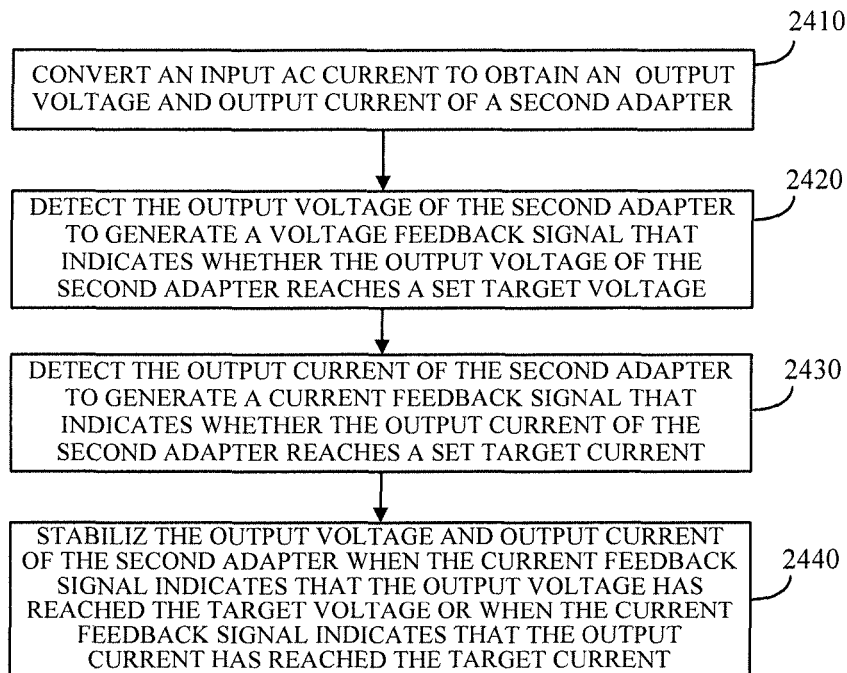 2410
CONVERT AN INPUT AC CURRENT TO OBTAIN AN OUTPUT
VOLTAGE AND OUTPUT CURRENT OF A SECOND ADAPTER
2420
DETECT THE OUTPUT VOLTAGE OF THE SECOND ADAPTER
TO GENERATE A VOLTAGE FEEDBACK SIGNAL THAT
INDICATES WHETHER THE OUTPUT VOLTAGE OF THE
SECOND ADAPTER REACHES A SET TARGET VOLTAGE
2430
DETECT THE OUTPUT CURRENT OF THE SECOND ADAPTER
TO GENERATE A CURRENT FEEDBACK SIGNAL THAT
INDICATES WHETHER THE OUTPUT CURRENT OF THE
SECOND ADAPTER REACHES A SET TARGET CURRENT
2440
STABILIZ THE OUTPUT VOLTAGE AND OUTPUT CURRENT
OF THE SECOND ADAPTER WHEN THE CURRENT FEEDBACK
SIGNAL INDICATES THAT THE OUTPUT VOLTAGE HAS
REACHED THE TARGET VOLTAGE OR WHEN THE CURRENT
FEEDBACK SIGNAL INDICATES THAT THE OUTPUT
CURRENT HAS REACHED THE TARGET CURRENT